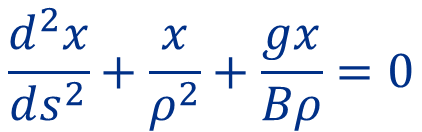 d²x/ds² + x/ρ² + gx/Bρ = 0